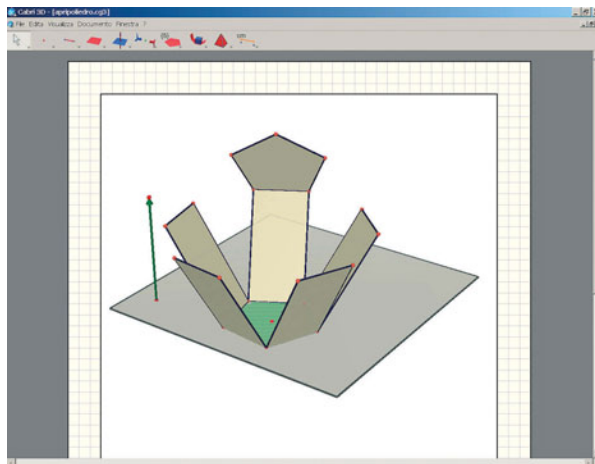 Cabri 3D - [apripoliedro.cg3]
File Edita Visualizza Documento Finestra ?